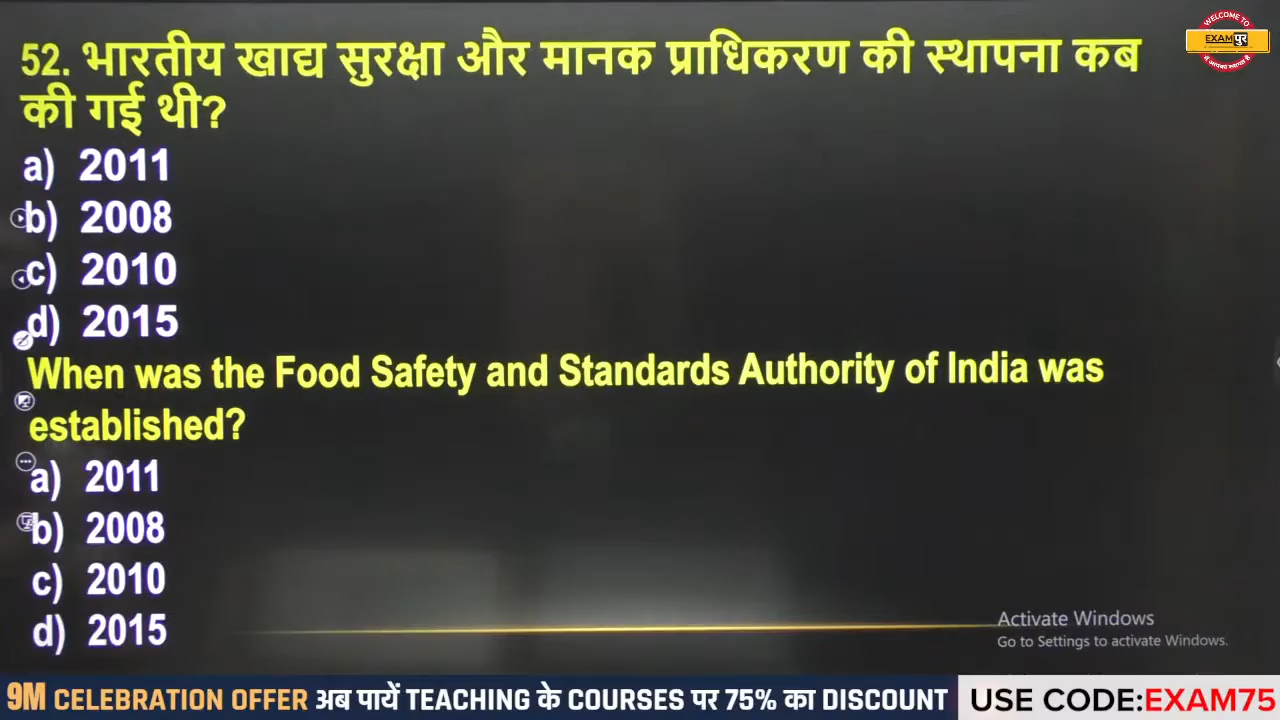 WELCOME TO
EXAMपुर
52. भारतीय खाद्य सुरक्षा और मानक प्राधिकरण की स्थापना कब
की गई थी?
a) 2011
b) 2008
c) 2010
d) 2015
When was the Food Safety and Standards Authority of India was
established?
a) 2011
b) 2008
c) 2010
d) 2015
Activate Windows
Go to Settings to activate Windows.
9M CELEBRATION OFFER अब पायें TEACHING के COURSES पर 75% का DISCOUNT
USE CODE:EXAM75